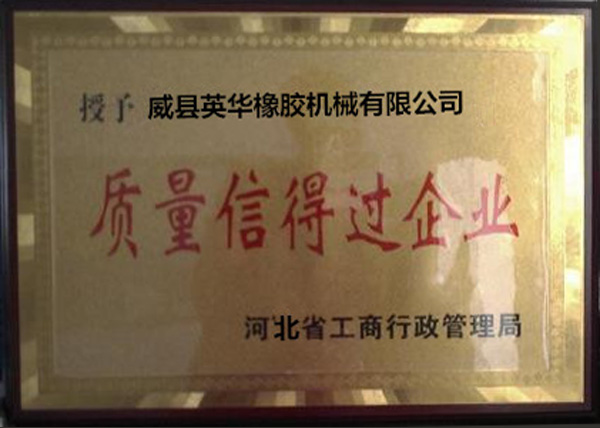 授予 威县英华橡胶机械有限公司
质量信得过企业
河北省工商行政管理局